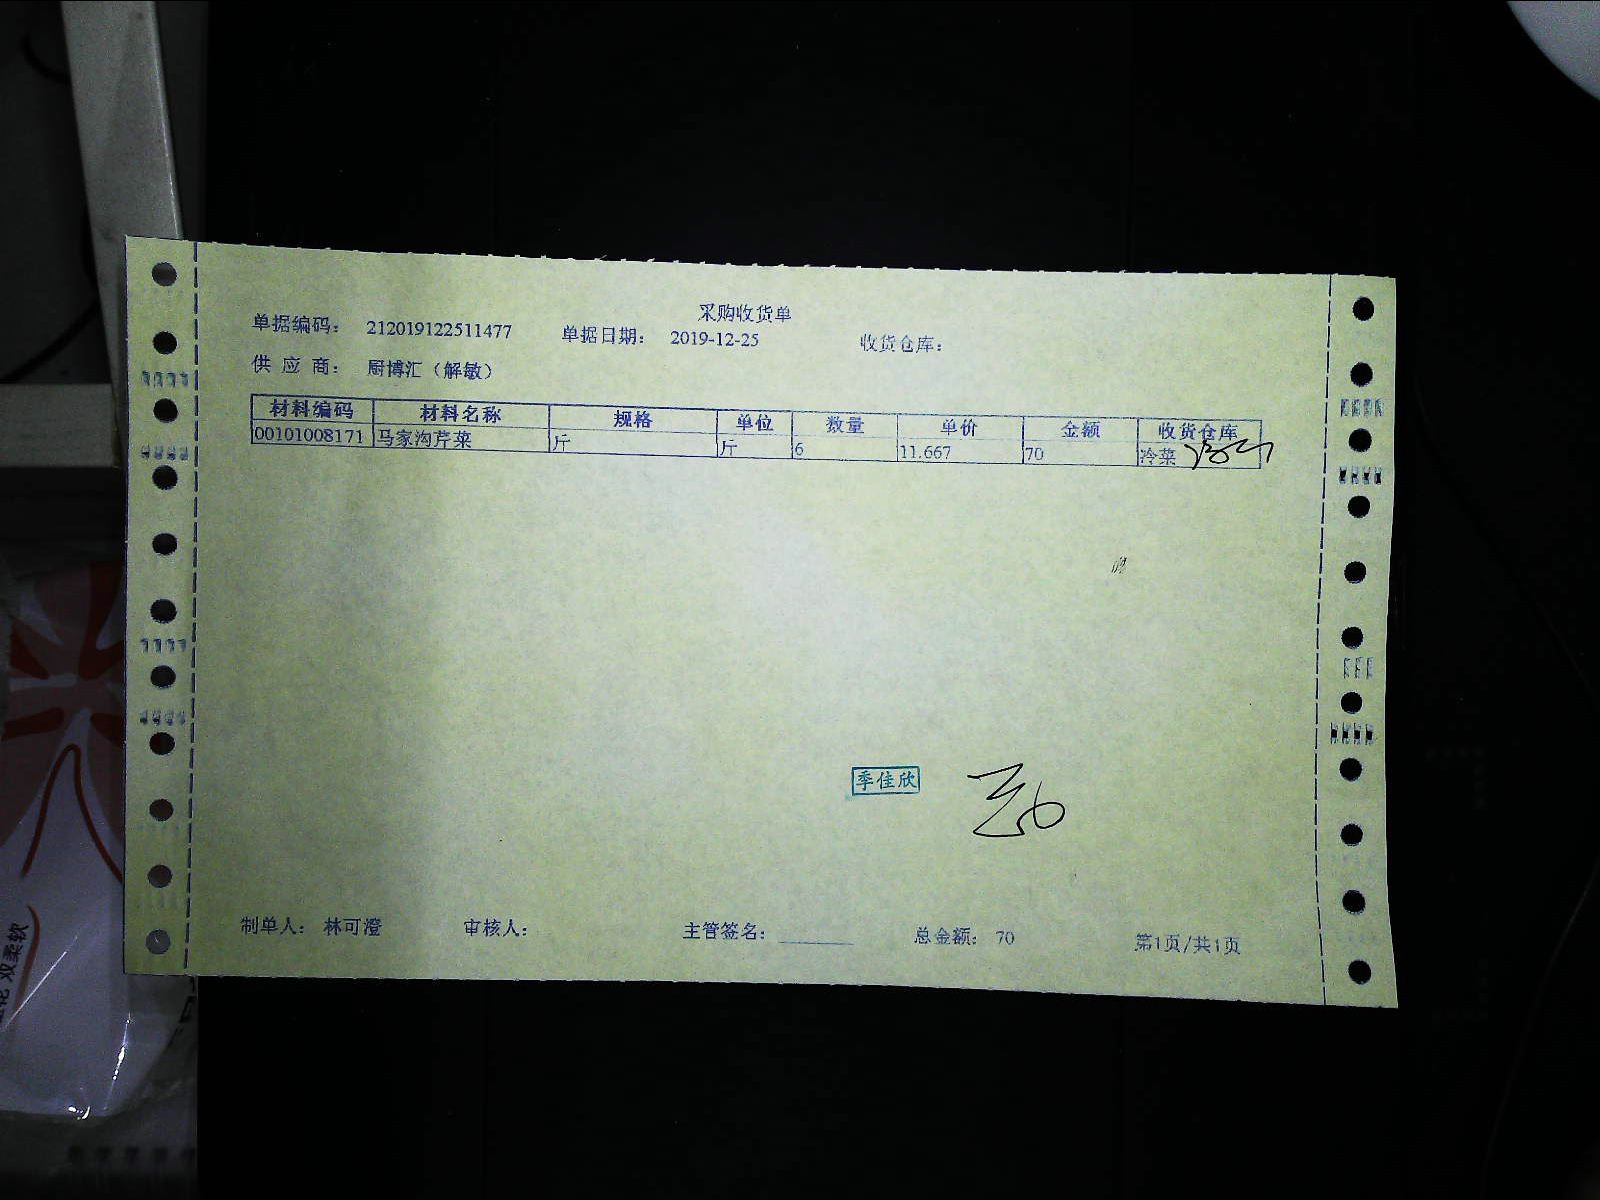 采购收货单
单据编码： 212019122511477 单据日期： 2019-12-25 收货仓库：
供 应 商： 厨博汇（解敏）
材料编码 材料名称 规格 单位 数量 单价 金额 收货仓库
00101008171 马家沟芹菜 斤 斤 6 11.667 70 冷菜
季佳欣
制单人： 林可澄 审核人： 主管签名： 总金额： 70 第1页/共1页
双柔软